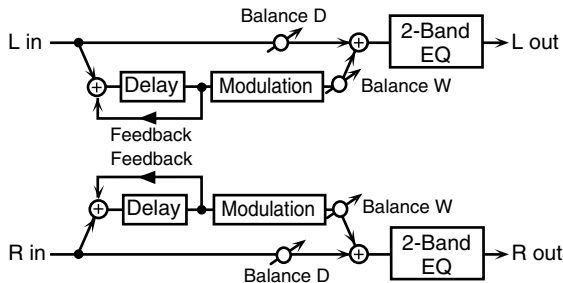 Balance D
L in
2-Band
EQ
L out
+
+
Delay
Modulation
Balance W
Feedback
Feedback
+
Delay
Modulation
Balance W
R in
+
2-Band
EQ
R out
Balance D